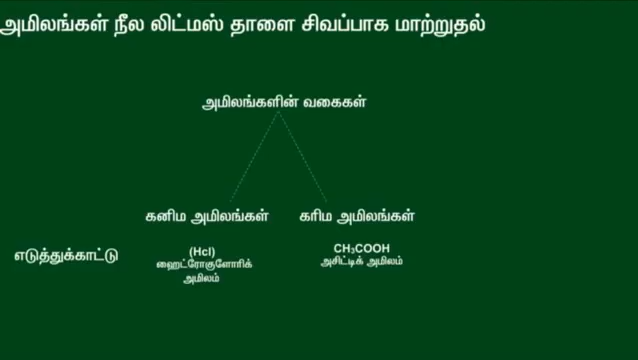 அமிலங்கள் நீல லிட்மஸ் தாளை சிவப்பாக மாற்றுதல்
அமிலங்களின் வகைகள்
கனிம அமிலங்கள் கரிம அமிலங்கள்
எடுத்துக்காட்டு
(Hcl)
ஹைட்ரோகுளோரிக்
அமிலம்
CH₃COOH
அசிட்டிக் அமிலம்